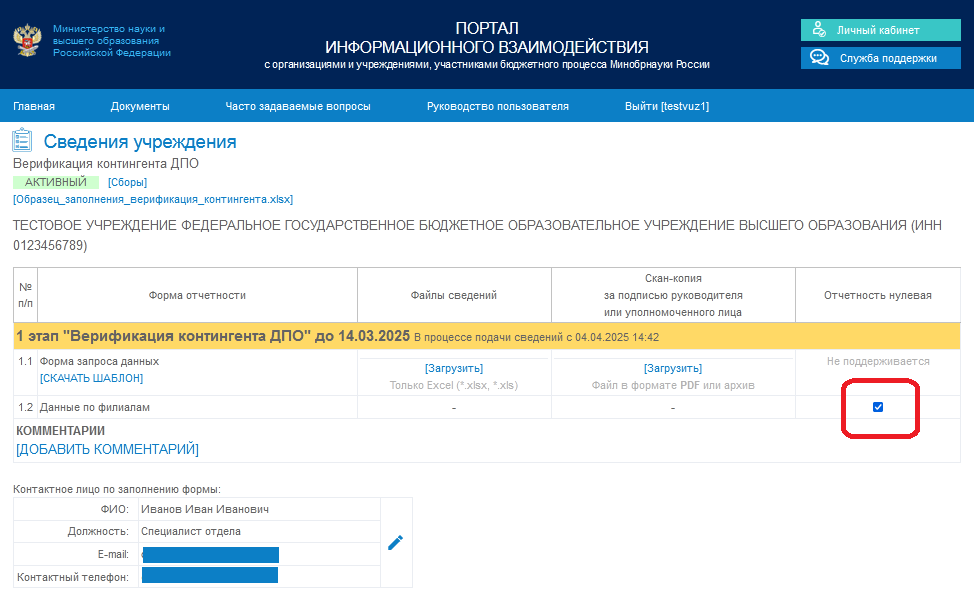 Министерство науки и
высшего образования
Российской Федерации
ПОРТАЛ
ИНФОРМАЦИОННОГО ВЗАИМОДЕЙСТВИЯ
с организациями и учреждениями, участниками бюджетного процесса Минобрнауки России
Личный кабинет
Служба поддержки
Главная Документы Часто задаваемые вопросы Руководство пользователя Выйти [testvuz1]
Сведения учреждения
Верификация контингента ДПО
АКТИВНЫЙ [Сборы]
[Образец_заполнения_верификация_контингента.xlsx]
ТЕСТОВОЕ УЧРЕЖДЕНИЕ ФЕДЕРАЛЬНОЕ ГОСУДАРСТВЕННОЕ БЮДЖЕТНОЕ ОБРАЗОВАТЕЛЬНОЕ УЧРЕЖДЕНИЕ ВЫСШЕГО ОБРАЗОВАНИЯ (ИНН
0123456789)
№
п/п
Форма отчетности
Файлы сведений
Скан-копия
за подписью руководителя
или уполномоченного лица
Отчетность нулевая
1 этап "Верификация контингента ДПО" до 14.03.2025 В процессе подачи сведений с 04.04.2025 14:42
1.1 Форма запроса данных
[СКАЧАТЬ ШАБЛОН]
[Загрузить]
Только Excel (*.xlsx, *.xls)
[Загрузить]
Файл в формате PDF или архив
Не поддерживается
1.2 Данные по филиалам - -
КОММЕНТАРИИ
[ДОБАВИТЬ КОММЕНТАРИЙ]
Контактное лицо по заполнению формы:
ФИО: Иванов Иван Иванович
Должность: Специалист отдела
E-mail:
Контактный телефон: